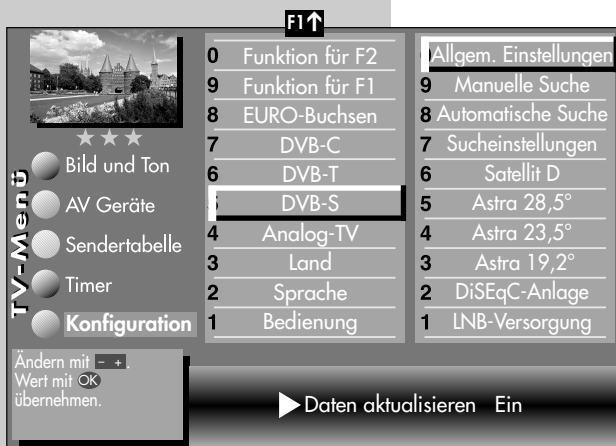 F1↑
TV-Menü
Bild und Ton
AV Geräte
Sendertabelle
Timer
Konfiguration
0 Funktion für F2
9 Funktion für F1
8 EURO-Buchsen
7 DVB-C
6 DVB-T
DVB-S
4 Analog-TV
3 Land
2 Sprache
1 Bedienung
Allgem. Einstellungen
9 Manuelle Suche
8 Automatische Suche
7 Sucheinstellungen
6 Satellit D
5 Astra 28,5°
4 Astra 23,5°
3 Astra 19,2°
2 DiSEqC-Anlage
1 LNB-Versorgung
Ändern mit - +.
Wert mit OK
übernehmen.
Daten aktualisieren Ein